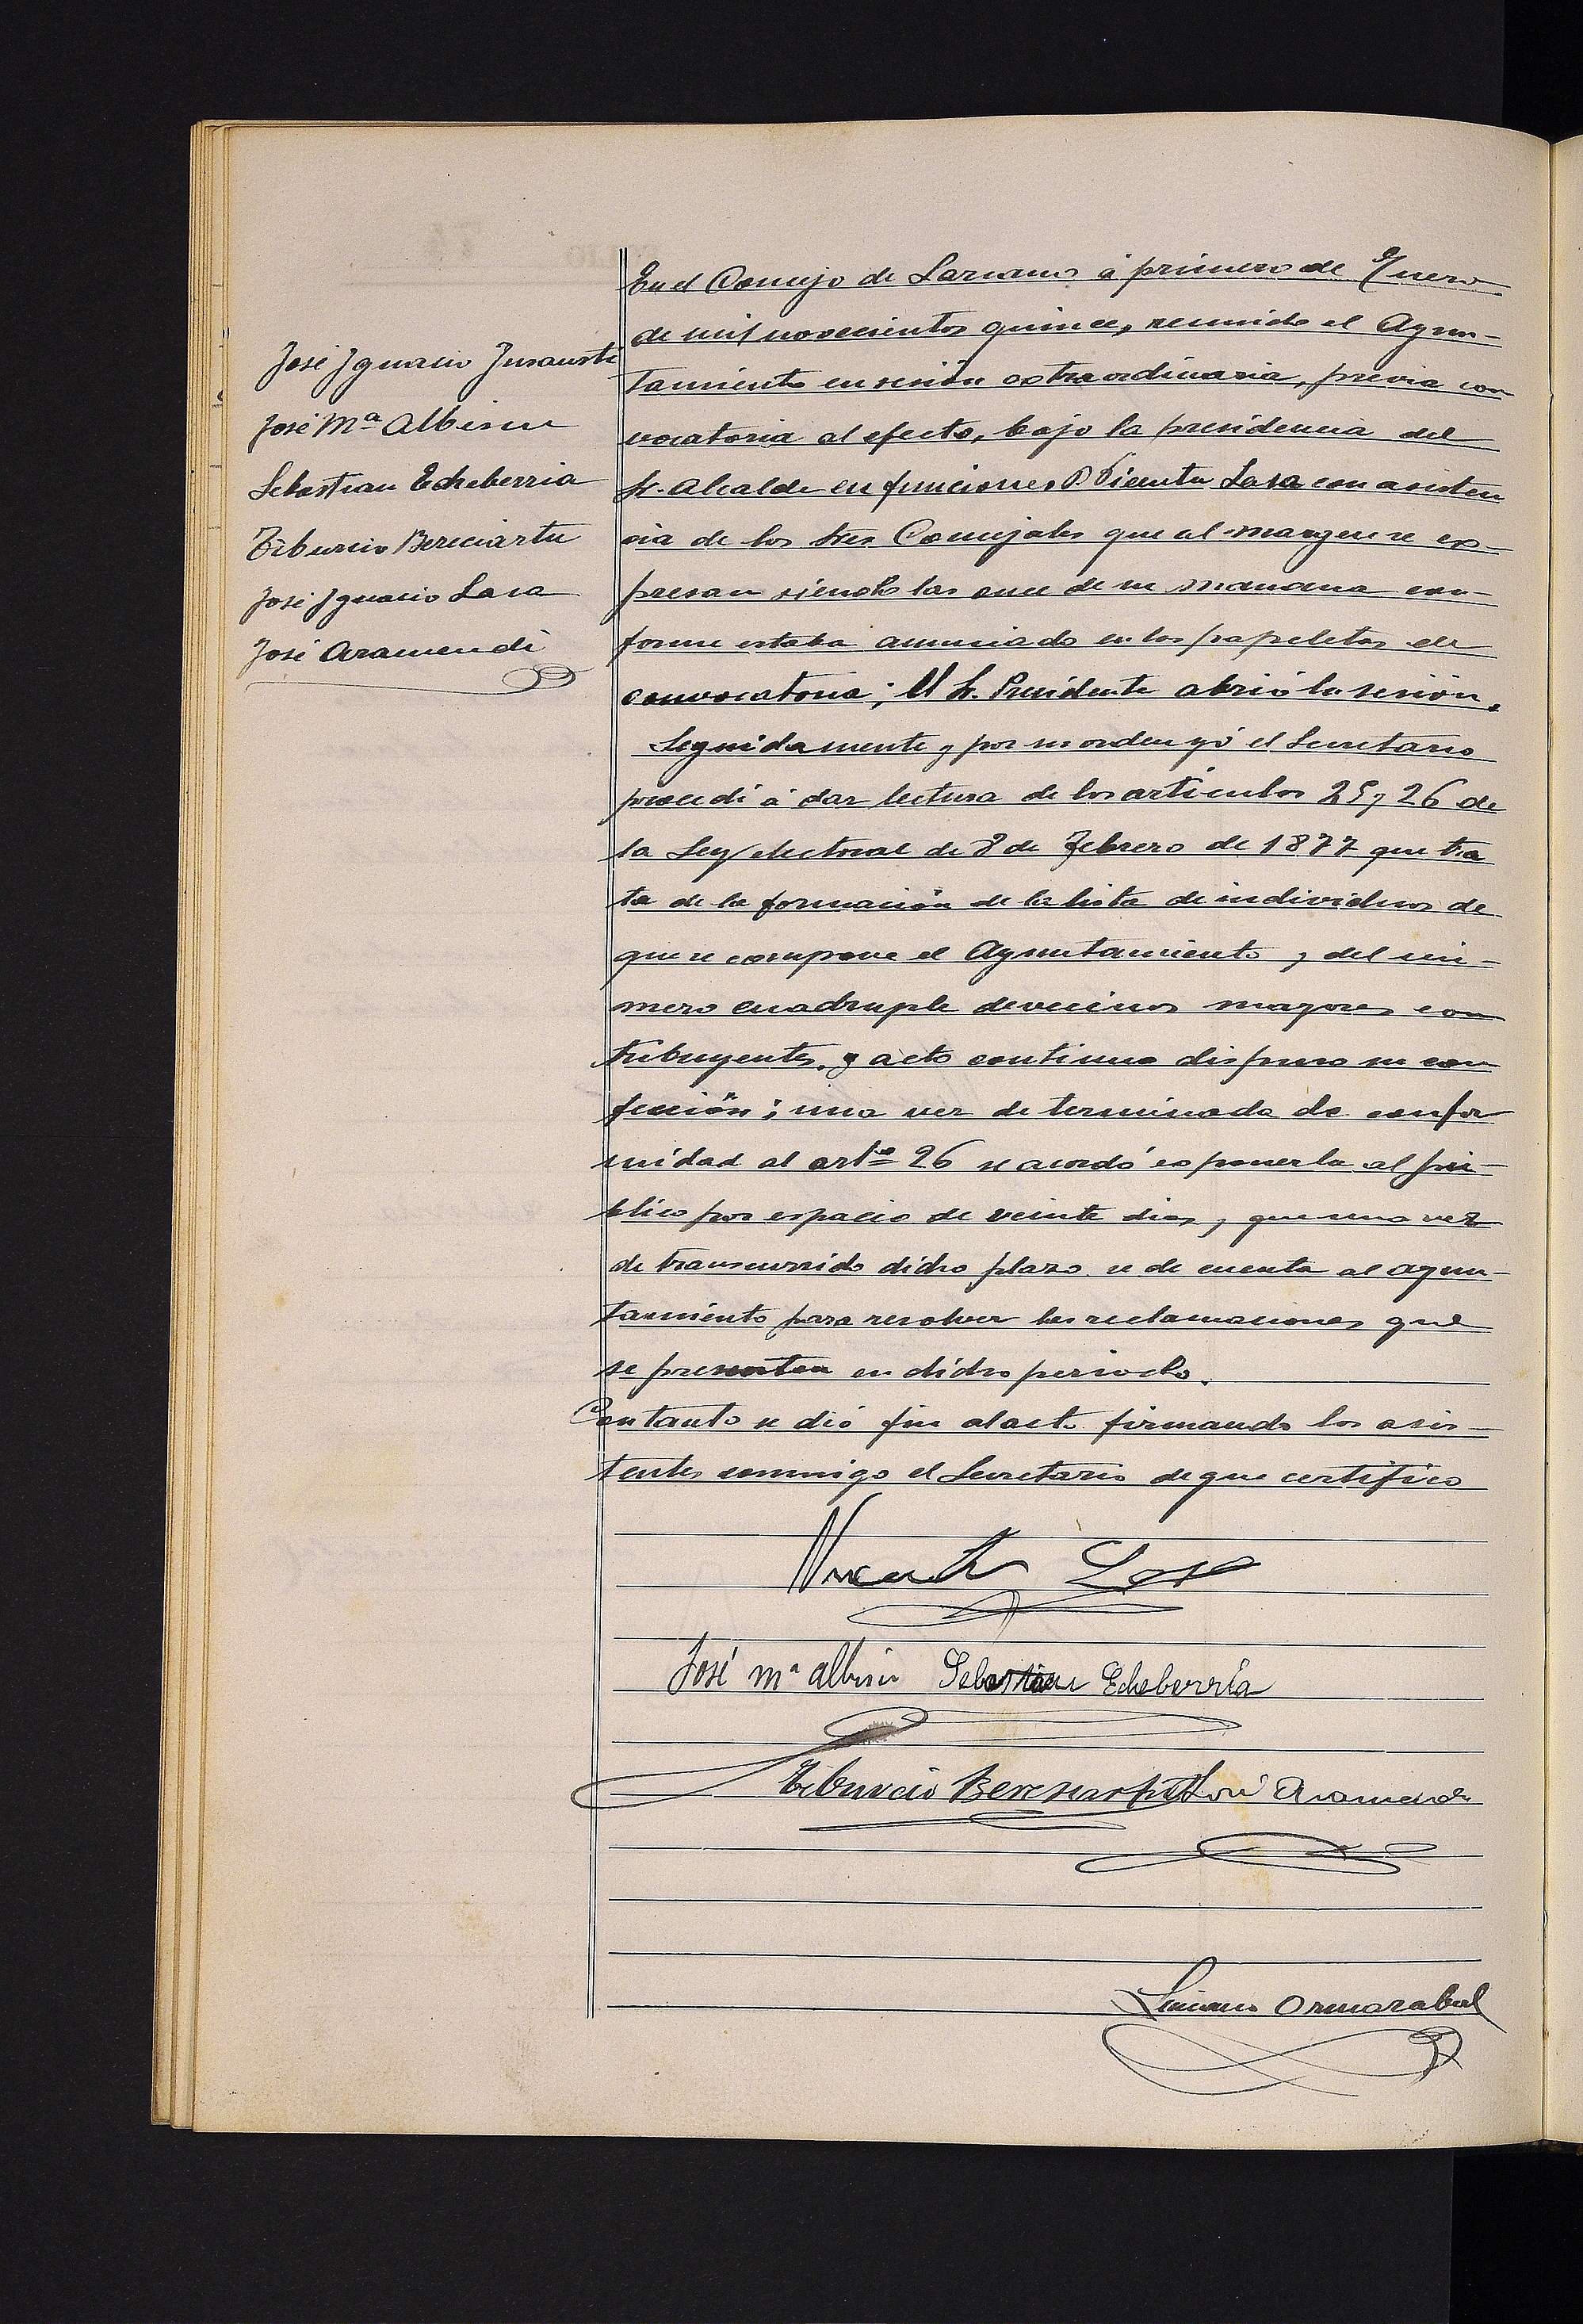 José Ignacio Insausti
José Mª Albisu
Sebastian Echeberria
Tiburcio Bereciartu
José Ignacio Lasa
José Aramendi
En el Concejo de Lazcano á primero de Enero
de mil novecientos quince, reunido el Ayun-
tamiento en sesión extraordinaria, previa con
vocatoria al efecto, bajo la presidencia del
Sr. Alcalde en funciones D. Vicente Lasa con asisten
cia de los Sres Concejales que al margen se ex-
presan siendo las once de su mañana con-
forme estaba anunciado en las papeletas de
convocatoria; El Sr. Presidente abrió la sesión.
Seguidamente y por su orden yó el Secretario
procedí á dar lectura de los articulos 25 y 26 de
la Ley electoral de 8 de Febrero de 1877 que tra
ta de la formación de la lista de individuos de
que se compone el Ayuntamiento y del nú-
mero cuadruple de vecinos mayores con
tribuyentes, y acto continuo dispuso su con
fección; una vez de terminada de confor
midad al artº 26 se acordó exponerla al pú-
blico por espacio de veinte dias y que una vez
de transcurrido dicho plazo se de cuenta al ayun-
tamiento para resolver las reclamaciones que
se presenten en dicho periodo.
Con tanto se dió fin al acto firmando los asis-
tentes conmigo el Secretario de que certifico
Vicente Lasa
José Mª Albisu Sebastian Echeberria
Tiburcio Bereciartu José Aramendi
Luciano Ormazabal